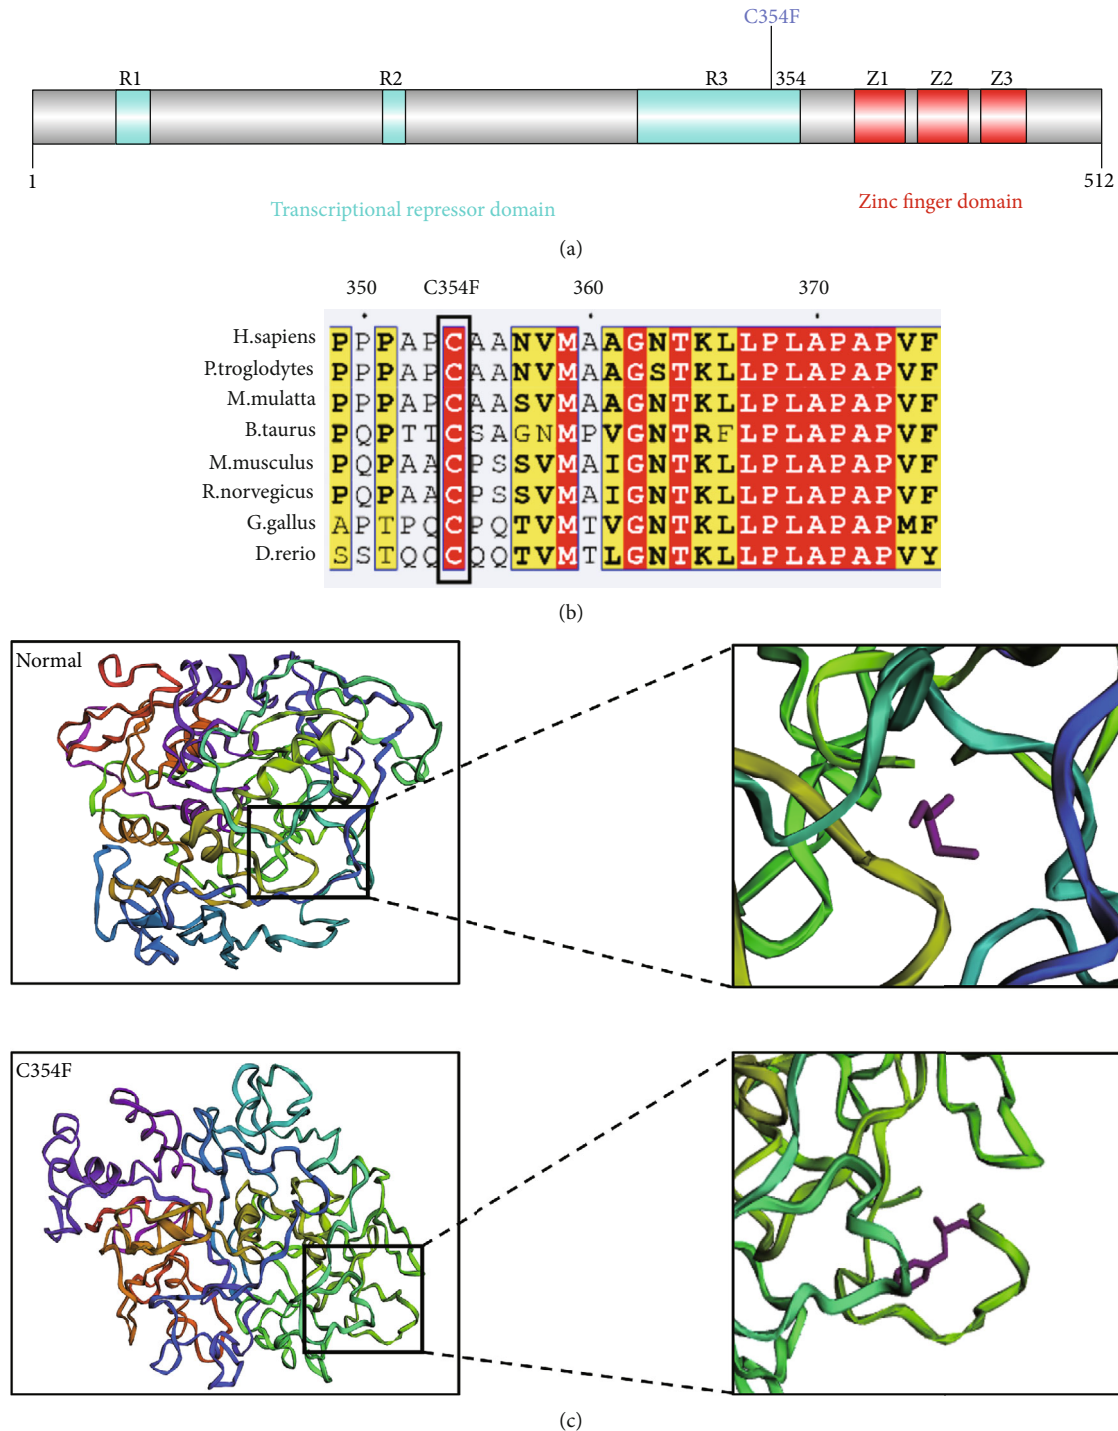 C354F
R1 R2 R3 354 Z1 Z2 Z3
1 512
Transcriptional repressor domain Zinc finger domain
(a)
350 C354F 360 370
H.sapiens PPPAPCAANVMAAGNTKLLPLAPAPVF
P.troglodytes PPPAPCAANVMAAGSTKLLPLAPAPVF
M.mulatta PPPAPCAASVMAAGNTKLLPLAPAPVF
B.taurus PQPTTCSAGNMPVGNTRFLPLAPAPVF
M.musculus PQPAACPSSVMAIGNTKLLPLAPAPVF
R.norvegicus PQPAACPSSVMAIGNTKLLPLAPAPVF
G.gallus APTPQCPQTVMTVGNTKLLPLAPAPMF
D.rerio SSTQQCQQTVMTLGNTKLLPLAPAPVY
(b)
Normal
C354F
(c)